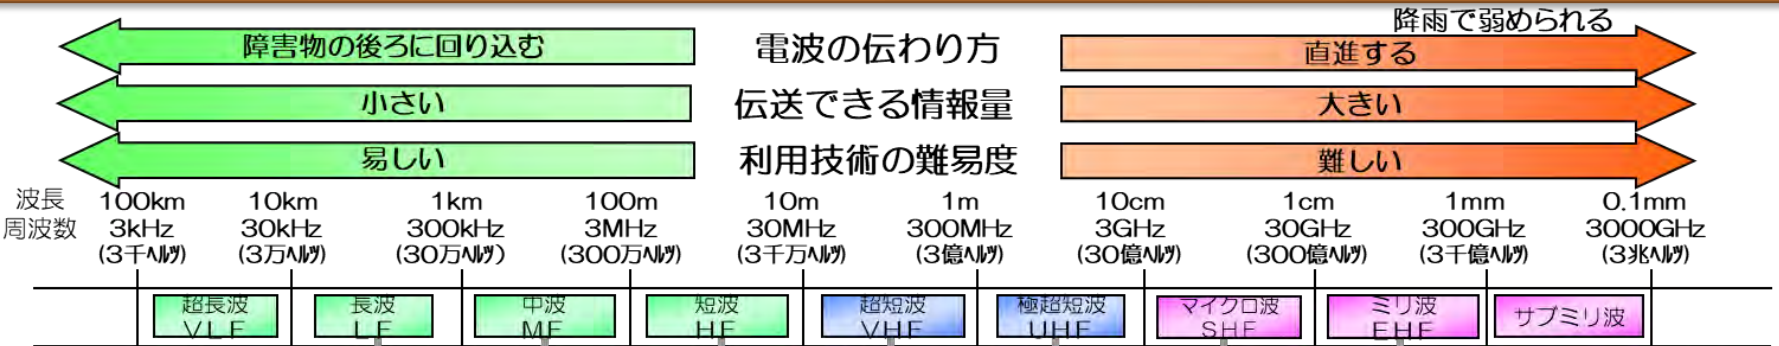 降雨で弱められる
障害物の後ろに回り込む 電波の伝わり方 直進する
小さい 伝送できる情報量 大きい
易しい 利用技術の難易度 難しい
波長 100km 10km 1km 100m 10m 1m 10cm 1cm 1mm 0.1mm
周波数 3kHz 30kHz 300kHz 3MHz 30MHz 300MHz 3GHz 30GHz 300GHz 3000GHz
(3千ヘルツ) (3万ヘルツ) (30万ヘルツ) (300万ヘルツ) (3千万ヘルツ) (3億ヘルツ) (30億ヘルツ) (300億ヘルツ) (3千億ヘルツ) (3兆ヘルツ)
超長波 長波 中波 短波 超短波 極超短波 マイクロ波 ミリ波 サブミリ波
VLF LF MF HF VHF UHF SHF EHF